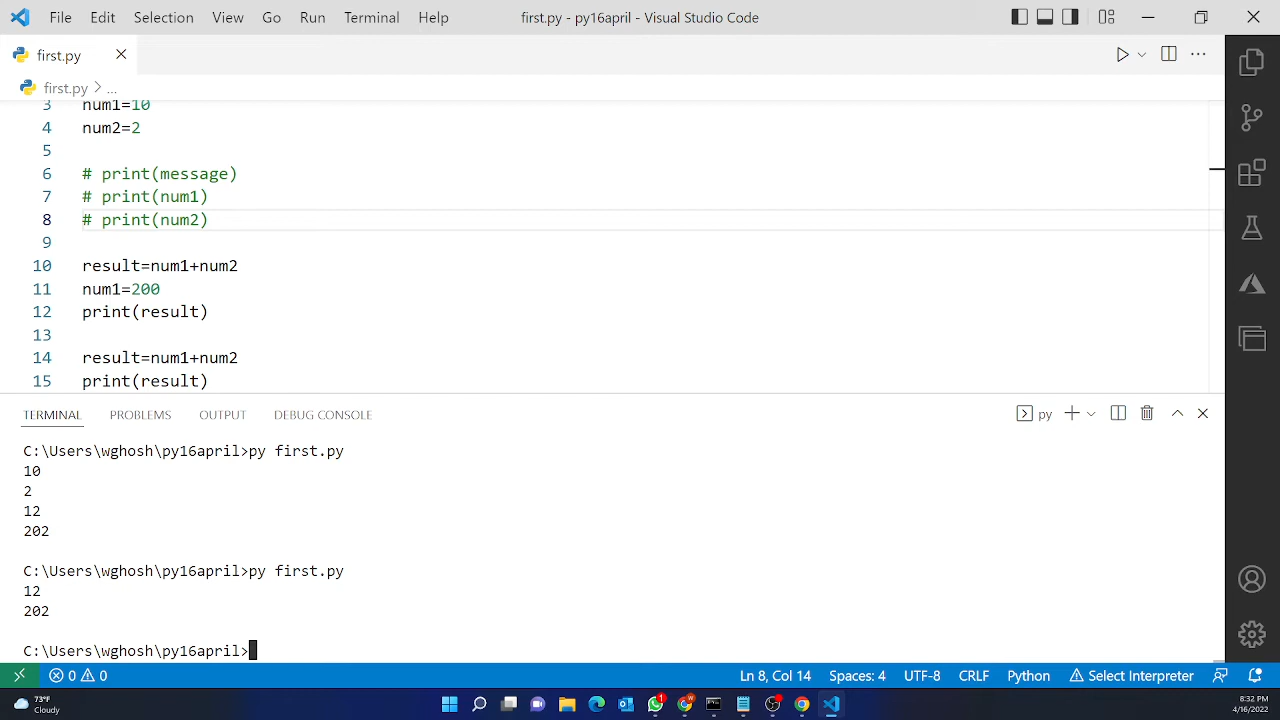 File Edit Selection View Go Run Terminal Help first.py - py16april - Visual Studio Code
first.py
first.py > ...
3 num1=10
4 num2=2
5
6 # print(message)
7 # print(num1)
8 # print(num2)
9
10 result=num1+num2
11 num1=200
12 print(result)
13
14 result=num1+num2
15 print(result)
TERMINAL PROBLEMS OUTPUT DEBUG CONSOLE py
C:\Users\wghosh\py16april>py first.py
10
2
12
202
C:\Users\wghosh\py16april>py first.py
12
202
C:\Users\wghosh\py16april>
0 0 Ln 8, Col 14 Spaces: 4 UTF-8 CRLF Python Select Interpreter
73°F 1 8:32 PM
Cloudy 4/16/2022